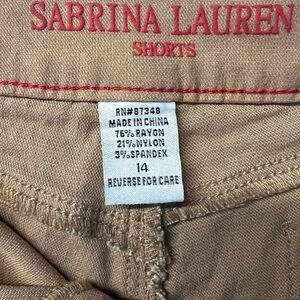 SABRINA LAUREN
SHORTS
RN#87348
MADE IN CHINA
76% RAYON
21% NYLON
3% SPANDEX
14
REVERSE FOR CARE